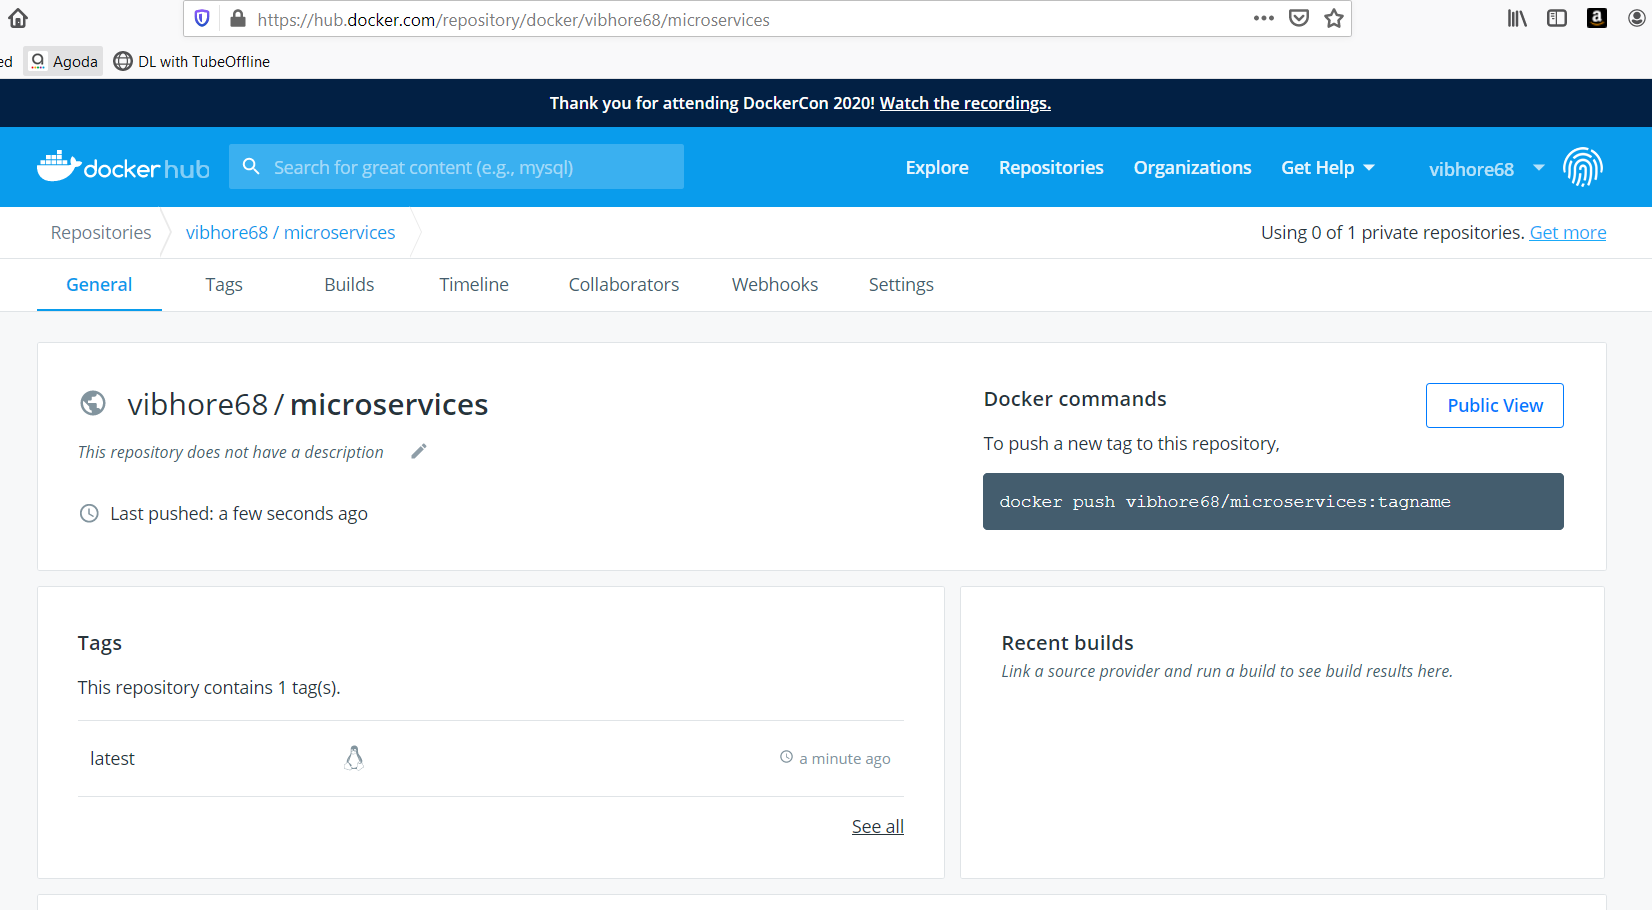 https://hub.docker.com/repository/docker/vibhore68/microservices
ed Agoda DL with TubeOffline
Thank you for attending DockerCon 2020! Watch the recordings.
docker hub Search for great content (e.g., mysql) Explore Repositories Organizations Get Help vibhore68
Repositories vibhore68 / microservices Using 0 of 1 private repositories. Get more
General Tags Builds Timeline Collaborators Webhooks Settings
vibhore68 / microservices
This repository does not have a description
Last pushed: a few seconds ago
Docker commands
Public View
To push a new tag to this repository,
docker push vibhore68/microservices:tagname
Tags
This repository contains 1 tag(s).
latest a minute ago
See all
Recent builds
Link a source provider and run a build to see build results here.